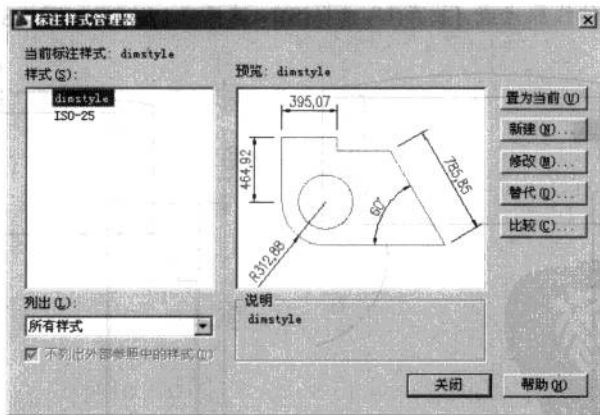 标注样式管理器
当前标注样式: dimstyle
样式(S):
dimstyle
ISO-25
预览: dimstyle
395,07
464,92
785,85
60°
R312,88
置为当前(U)
新建(N)...
修改(M)...
替代(O)...
比较(C)...
列出(L):
所有样式
不列出外部参照中的样式(D)
说明
dimstyle
关闭
帮助(H)